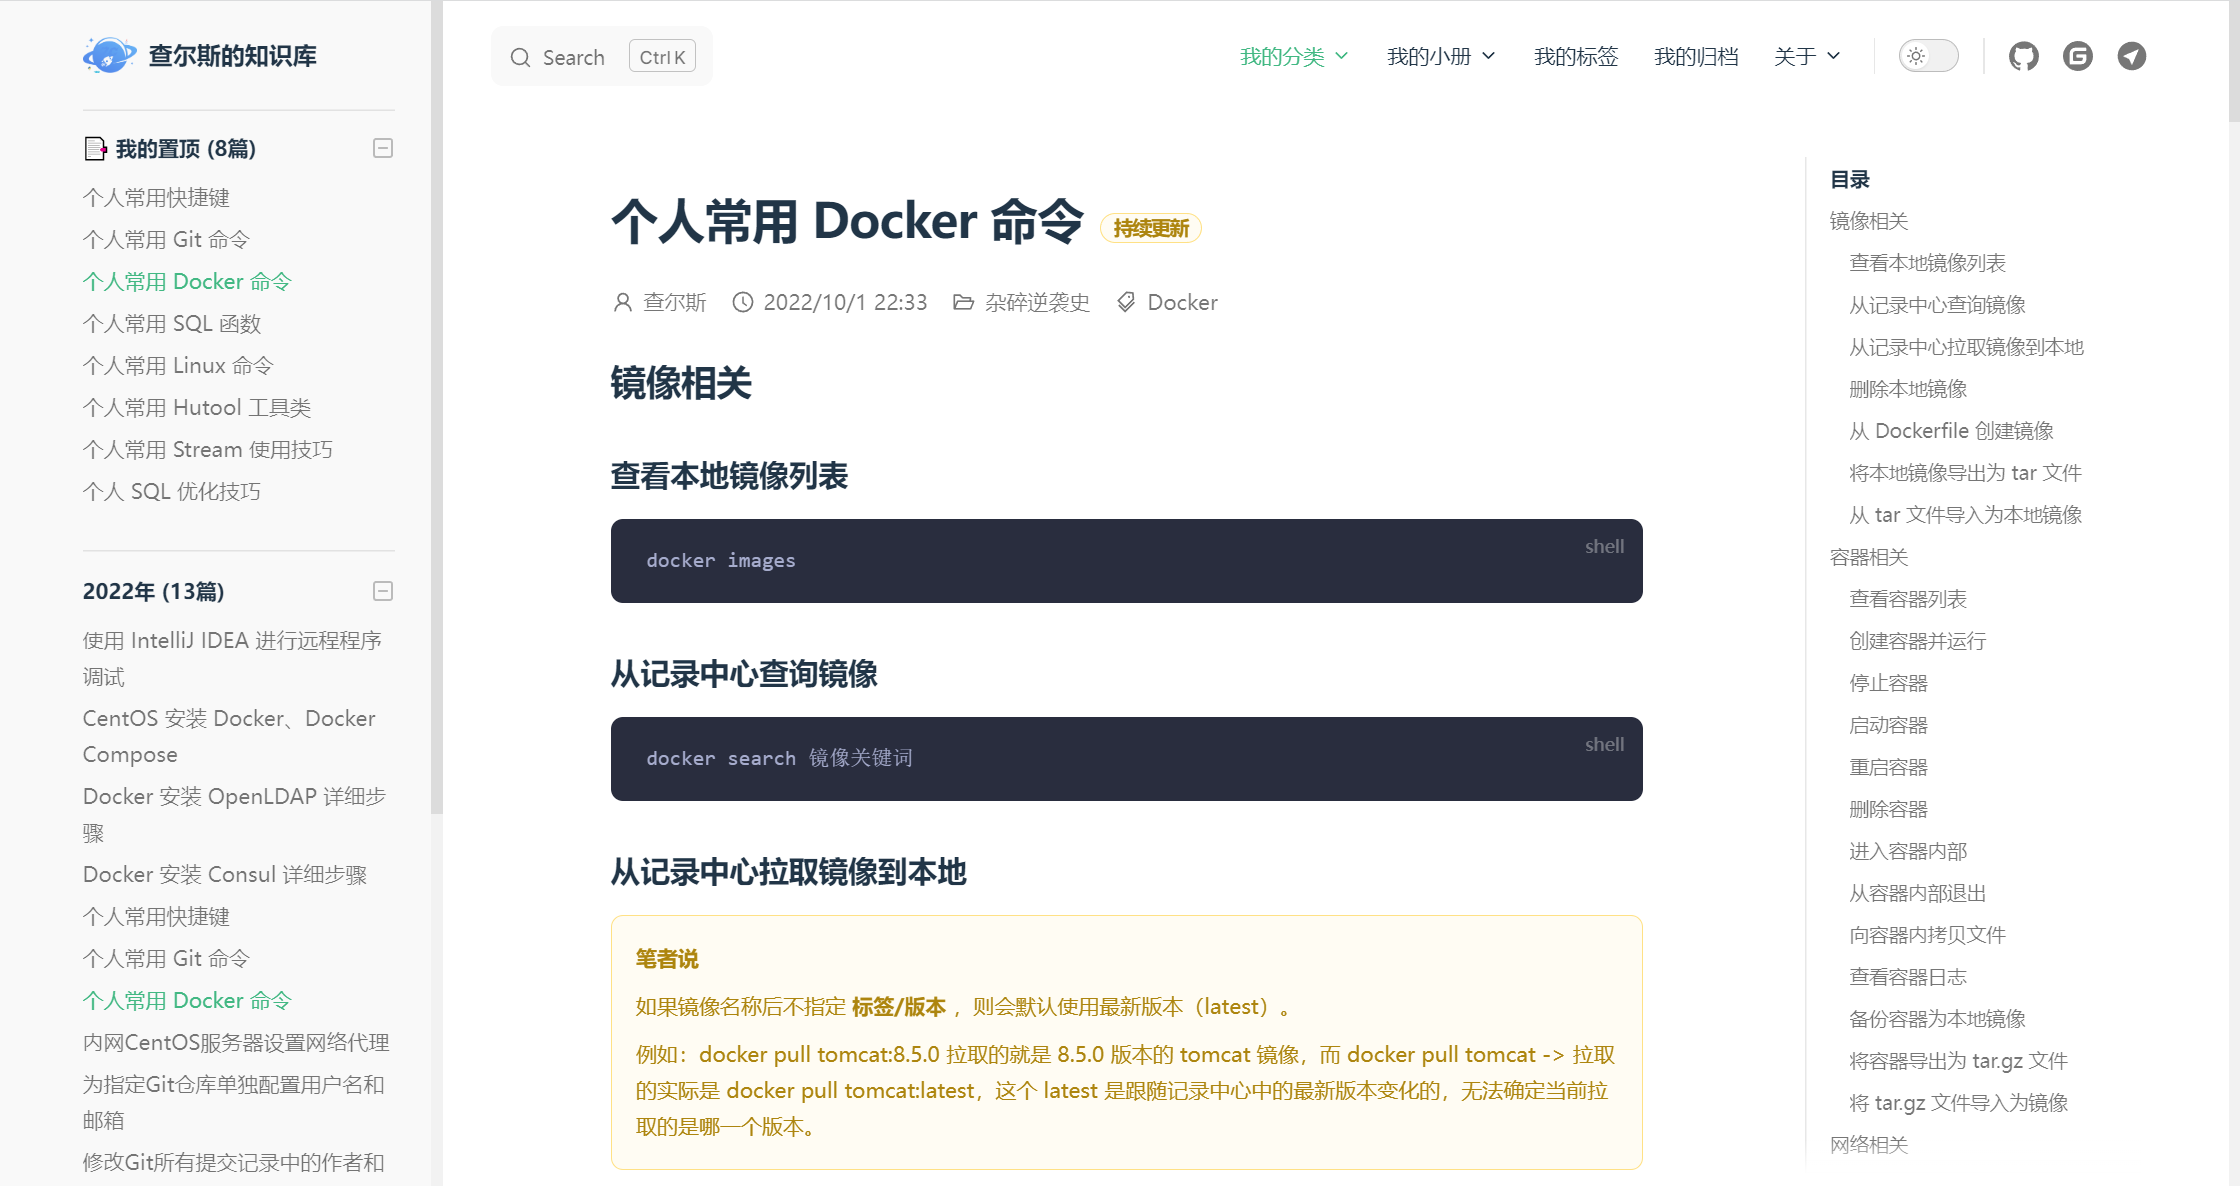 查尔斯的知识库
Search Ctrl K
我的分类 我的小册 我的标签 我的归档 关于
我的置顶 (8篇)
个人常用快捷键
个人常用 Git 命令
个人常用 Docker 命令
个人常用 SQL 函数
个人常用 Linux 命令
个人常用 Hutool 工具类
个人常用 Stream 使用技巧
个人 SQL 优化技巧
2022年 (13篇)
使用 IntelliJ IDEA 进行远程程序
调试
CentOS 安装 Docker、Docker
Compose
Docker 安装 OpenLDAP 详细步
骤
Docker 安装 Consul 详细步骤
个人常用快捷键
个人常用 Git 命令
个人常用 Docker 命令
内网CentOS服务器设置网络代理
为指定Git仓库单独配置用户名和
邮箱
修改Git所有提交记录中的作者和
个人常用 Docker 命令 持续更新
查尔斯 2022/10/1 22:33 杂碎逆袭史 Docker
镜像相关
查看本地镜像列表
shell
docker images
从记录中心查询镜像
shell
docker search 镜像关键词
从记录中心拉取镜像到本地
笔者说
如果镜像名称后不指定 标签/版本 ，则会默认使用最新版本（latest）。
例如：docker pull tomcat:8.5.0 拉取的就是 8.5.0 版本的 tomcat 镜像，而 docker pull tomcat -> 拉取
的实际是 docker pull tomcat:latest，这个 latest 是跟随记录中心中的最新版本变化的，无法确定当前拉
取的是哪一个版本。
目录
镜像相关
查看本地镜像列表
从记录中心查询镜像
从记录中心拉取镜像到本地
删除本地镜像
从 Dockerfile 创建镜像
将本地镜像导出为 tar 文件
从 tar 文件导入为本地镜像
容器相关
查看容器列表
创建容器并运行
停止容器
启动容器
重启容器
删除容器
进入容器内部
从容器内部退出
向容器内拷贝文件
查看容器日志
备份容器为本地镜像
将容器导出为 tar.gz 文件
将 tar.gz 文件导入为镜像
网络相关